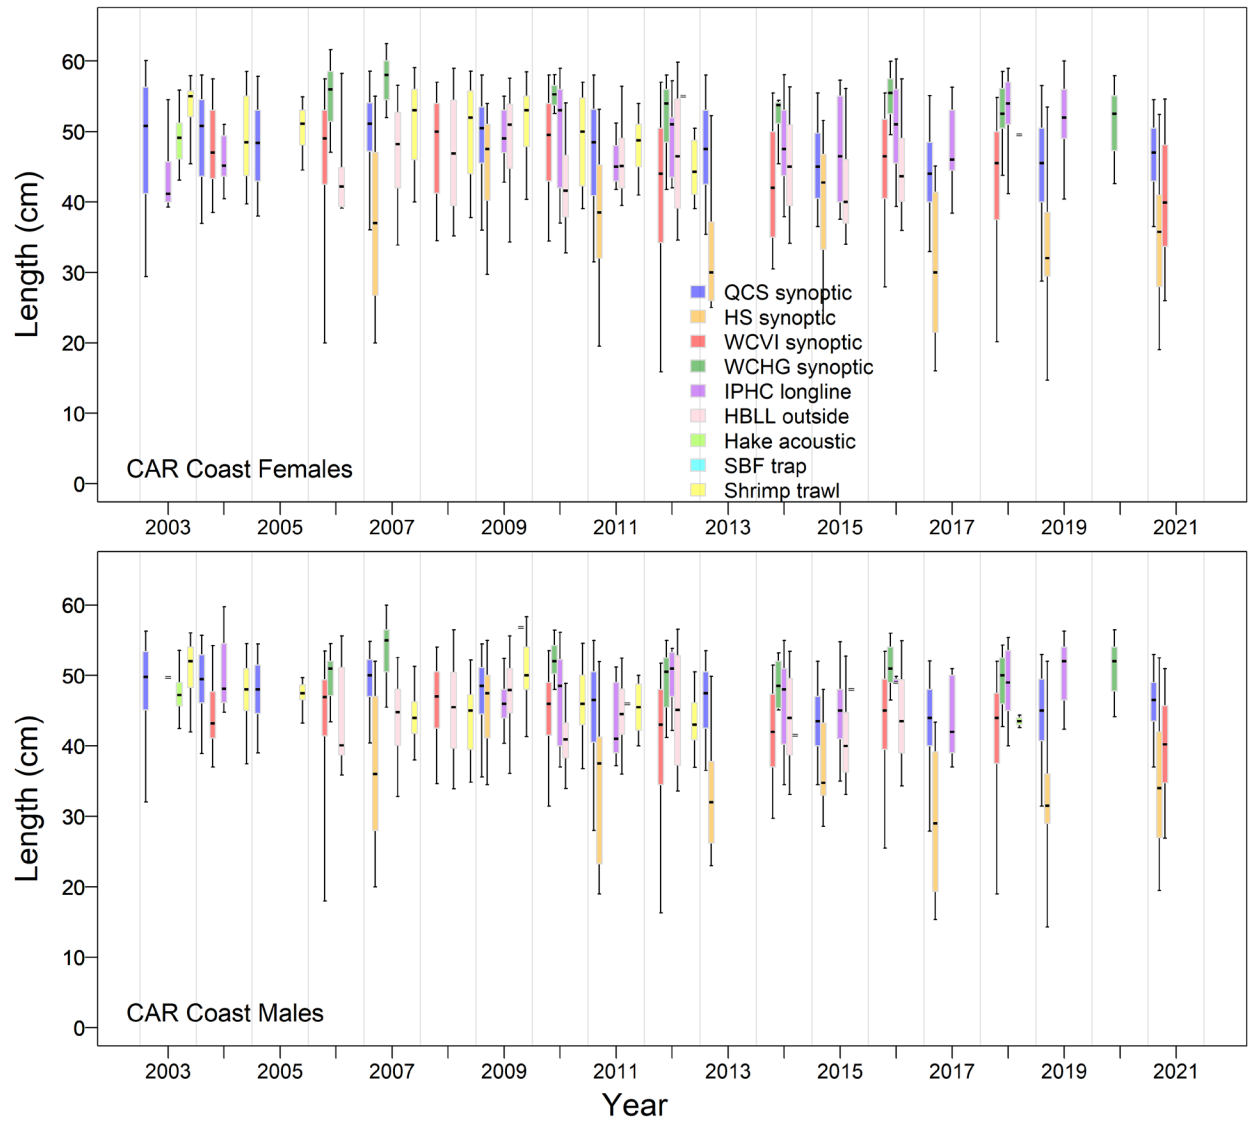 Length (cm)
60
50
40
30
20
10
0
QCS synoptic
HS synoptic
WCVI synoptic
WCHG synoptic
IPHC longline
HBLL outside
Hake acoustic
SBF trap
Shrimp trawl
CAR Coast Females
2003 2005 2007 2009 2011 2013 2015 2017 2019 2021
Length (cm)
60
50
40
30
20
10
0
CAR Coast Males
2003 2005 2007 2009 2011 2013 2015 2017 2019 2021
Year